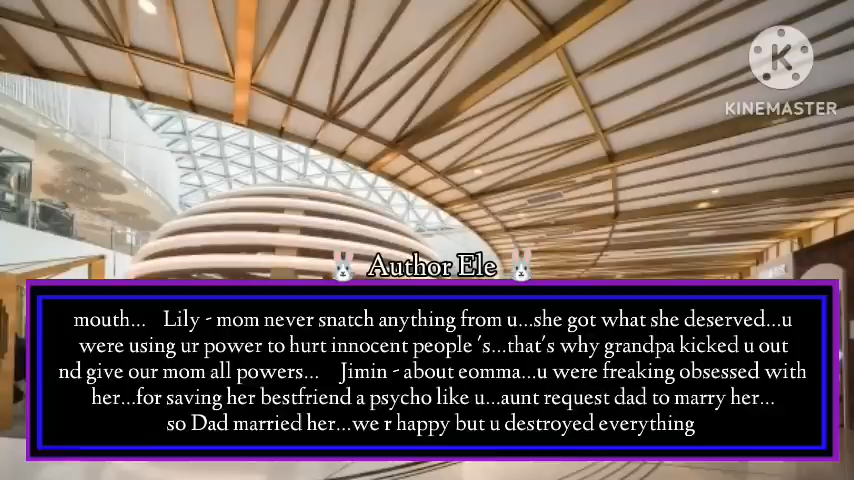 KINEMASTER
Author Ele
mouth... Lily - mom never snatch anything from u...she got what she deserved...u
were using ur power to hurt innocent people 's...that's why grandpa kicked u out
nd give our mom all powers... Jimin - about eomma...u were freaking obsessed with
her...for saving her bestfriend a psycho like u...aunt request dad to marry her...
so Dad married her...we r happy but u destroyed everything